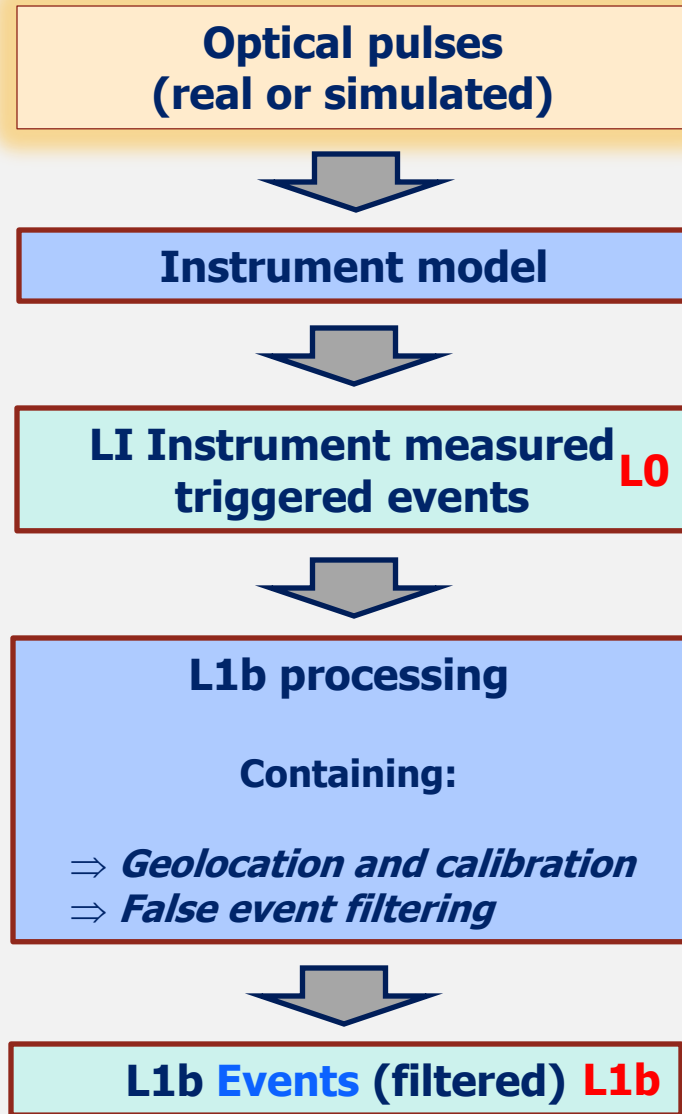 Optical pulses
(real or simulated)
Instrument model
LI Instrument measured L0
triggered events
L1b processing
Containing:
⇒ Geolocation and calibration
⇒ False event filtering
L1b Events (filtered) L1b